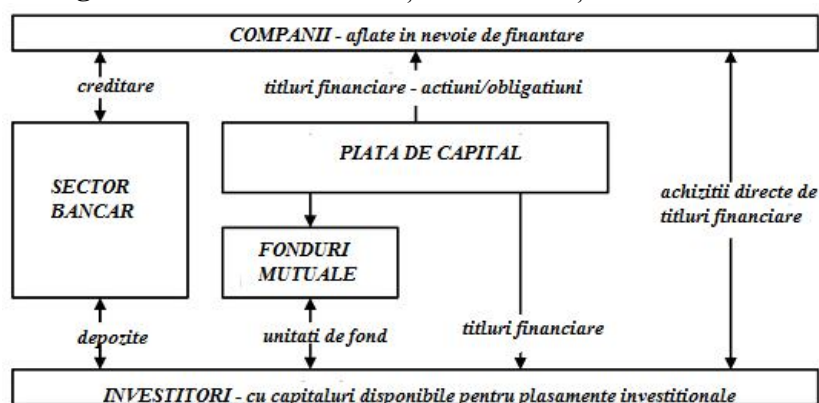 COMPANII - aflate in nevoie de finantare
creditare
titluri financiare - actiuni/obligatiuni
SECTOR
BANCAR
PIATA DE CAPITAL
achizitii directe de
titluri financiare
FONDURI
MUTUALE
depozite
unitati de fond
titluri financiare
INVESTITORI - cu capitaluri disponibile pentru plasamente investitionale